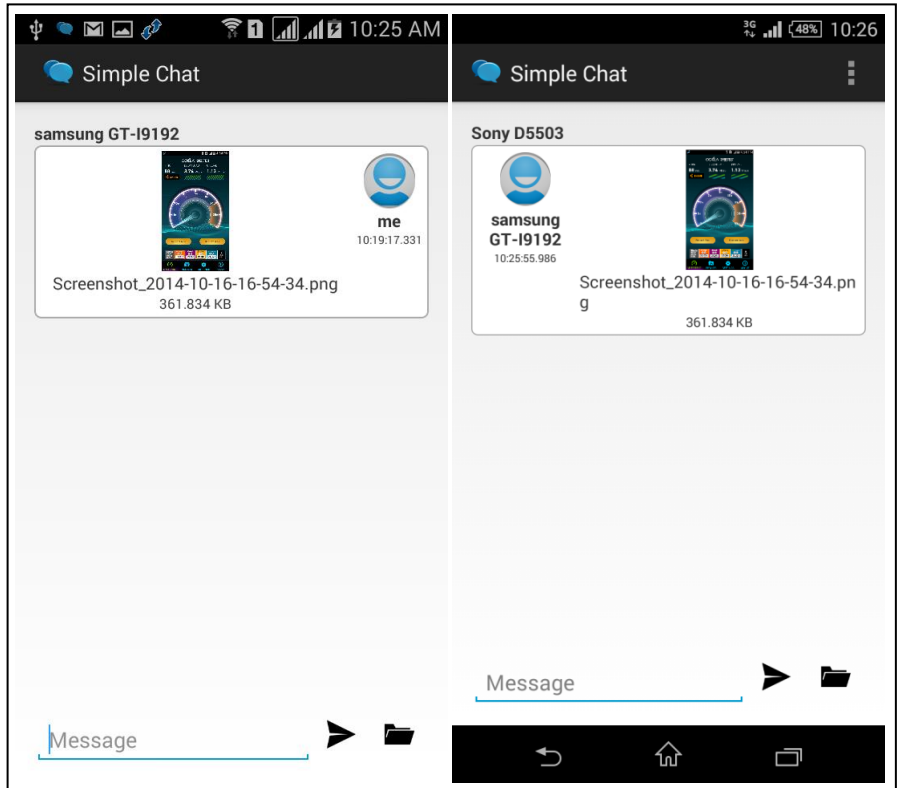 10:25 AM
Simple Chat
samsung GT-I9192
me
10:19:17.331
Screenshot_2014-10-16-16-54-34.png
361.834 KB
Message
3G
48%
10:26
Simple Chat
Sony D5503
samsung
GT-I9192
10:25:55.986
Screenshot_2014-10-16-16-54-34.pn
g
361.834 KB
Message